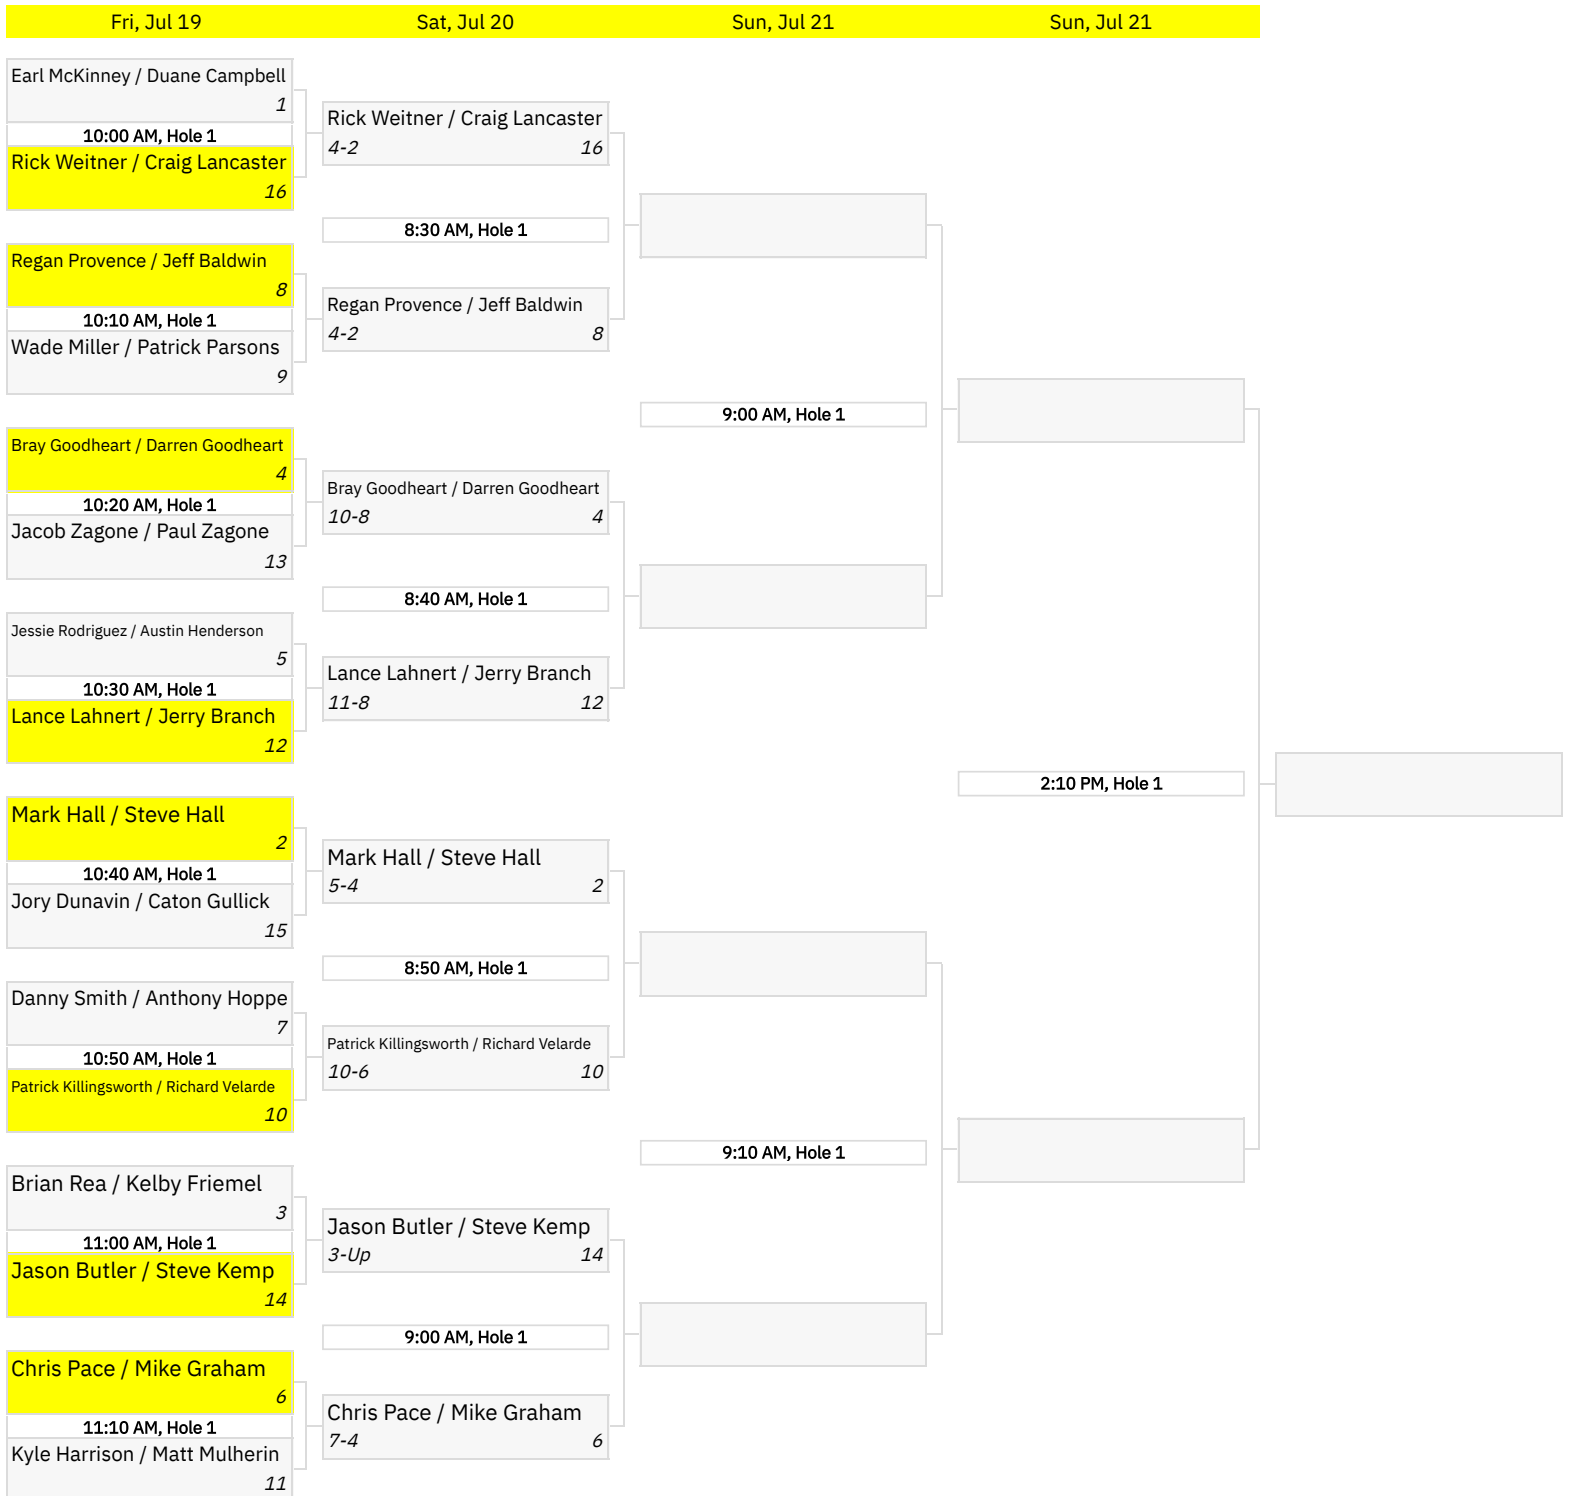 Fri, Jul 19
Sat, Jul 20
Sun, Jul 21
Sun, Jul 21
Earl McKinney / Duane Campbell
1
10:00 AM, Hole 1
Rick Weitner / Craig Lancaster
16
Regan Provence / Jeff Baldwin
8
10:10 AM, Hole 1
Wade Miller / Patrick Parsons
9
Bray Goodheart / Darren Goodheart
4
10:20 AM, Hole 1
Jacob Zagone / Paul Zagone
13
Jessie Rodriguez / Austin Henderson
5
10:30 AM, Hole 1
Lance Lahnert / Jerry Branch
12
Mark Hall / Steve Hall
2
10:40 AM, Hole 1
Jory Dunavin / Caton Gullick
15
Danny Smith / Anthony Hoppe
7
10:50 AM, Hole 1
Patrick Killingsworth / Richard Velarde
10
Brian Rea / Kelby Friemel
3
11:00 AM, Hole 1
Jason Butler / Steve Kemp
14
Chris Pace / Mike Graham
6
11:10 AM, Hole 1
Kyle Harrison / Matt Mulherin
11
Rick Weitner / Craig Lancaster
4-2 16
8:30 AM, Hole 1
Regan Provence / Jeff Baldwin
4-2 8
Bray Goodheart / Darren Goodheart
10-8 4
8:40 AM, Hole 1
Lance Lahnert / Jerry Branch
11-8 12
Mark Hall / Steve Hall
5-4 2
8:50 AM, Hole 1
Patrick Killingsworth / Richard Velarde
10-6 10
Jason Butler / Steve Kemp
3-Up 14
9:00 AM, Hole 1
Chris Pace / Mike Graham
7-4 6
9:00 AM, Hole 1
9:10 AM, Hole 1
2:10 PM, Hole 1